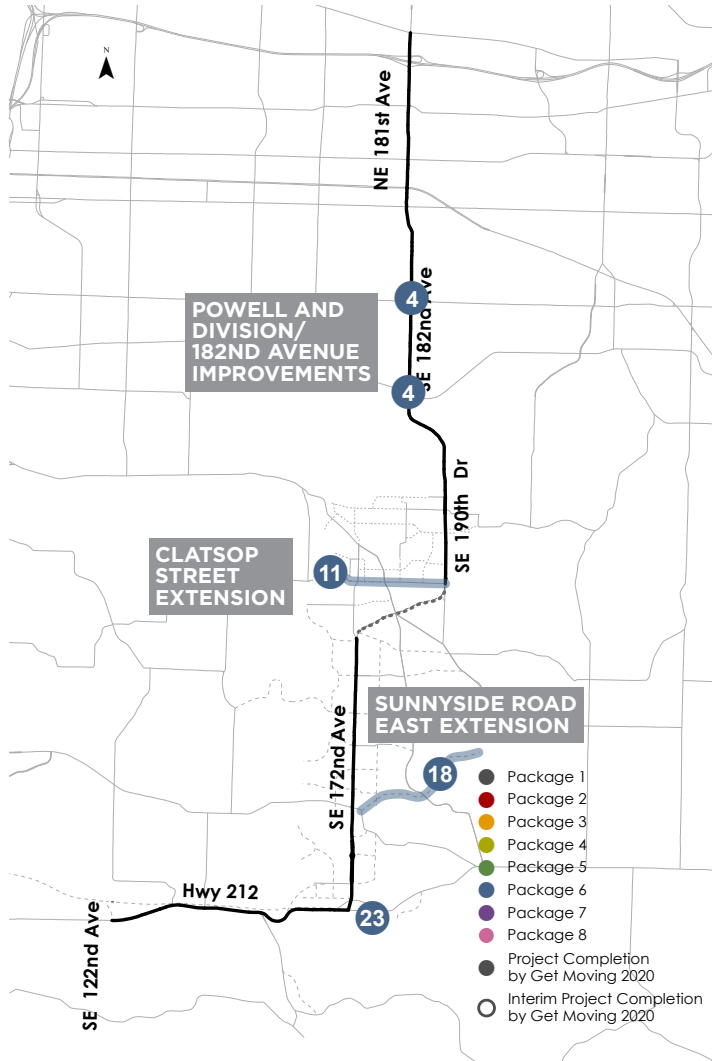 N
NE 181st Ave
4
SE 182nd Ave
POWELL AND
DIVISION/
182ND AVENUE
IMPROVEMENTS
4
SE 190th Dr
CLATSOP
STREET
EXTENSION
11
SUNNYSIDE ROAD
EAST EXTENSION
SE 172nd Ave
18
Package 1
Package 2
Package 3
Package 4
Package 5
Package 6
Package 7
Package 8
Project Completion
by Get Moving 2020
Interim Project Completion
by Get Moving 2020
Hwy 212
23
SE 122nd Ave